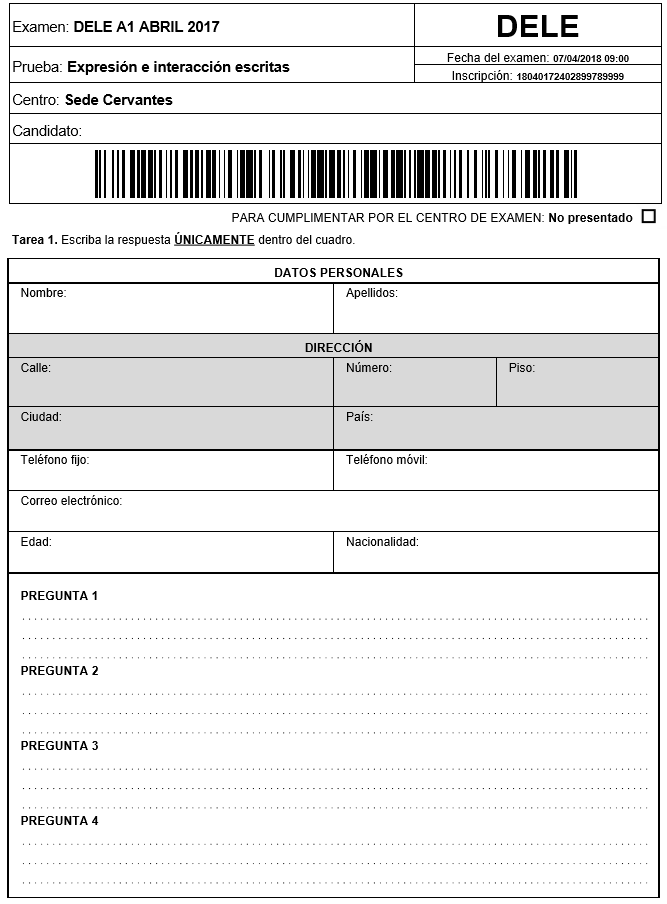 Examen: DELE A1 ABRIL 2017
DELE
Prueba: Expresión e interacción escritas
Fecha del examen: 07/04/2018 09:00
Inscripción: 18040172402899789999
Centro: Sede Cervantes
Candidato:
PARA CUMPLIMENTAR POR EL CENTRO DE EXAMEN: No presentado
Tarea 1. Escriba la respuesta ÚNICAMENTE dentro del cuadro.
DATOS PERSONALES
Nombre: Apellidos:
DIRECCIÓN
Calle: Número: Piso:
Ciudad: País:
Teléfono fijo: Teléfono móvil:
Correo electrónico:
Edad: Nacionalidad:
PREGUNTA 1
PREGUNTA 2
PREGUNTA 3
PREGUNTA 4